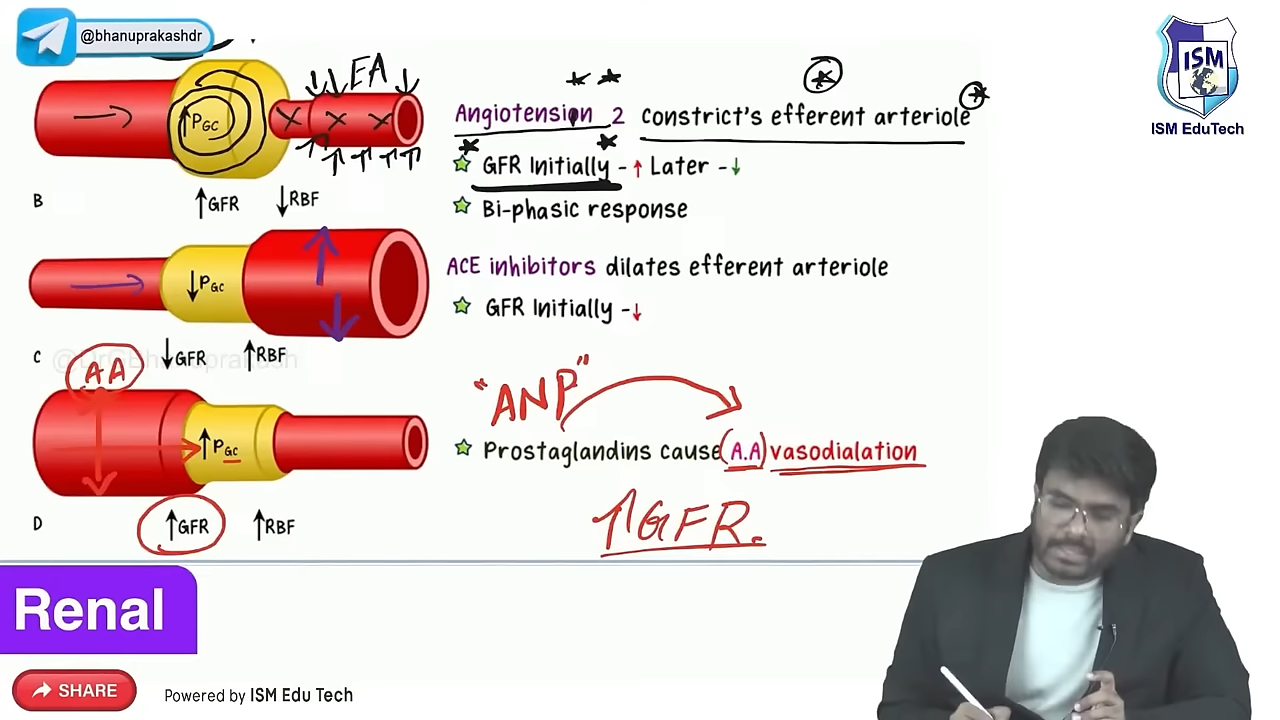 @bhanuprakashdr
ISM
ISM EduTech
EA
↑PGC
Angiotension 2 Constrict's efferent arteriole
GFR Initially - ↑ Later - ↓
B
↑GFR ↓RBF
Bi-phasic response
↓PGC
ACE inhibitors dilates efferent arteriole
GFR Initially - ↓
C
↓GFR ↑RBF
AA
"ANP"
↑PGC
Prostaglandins cause (A.A) vasodialation
D
↑GFR ↑RBF
↑GFR.
Renal
SHARE
Powered by ISM Edu Tech